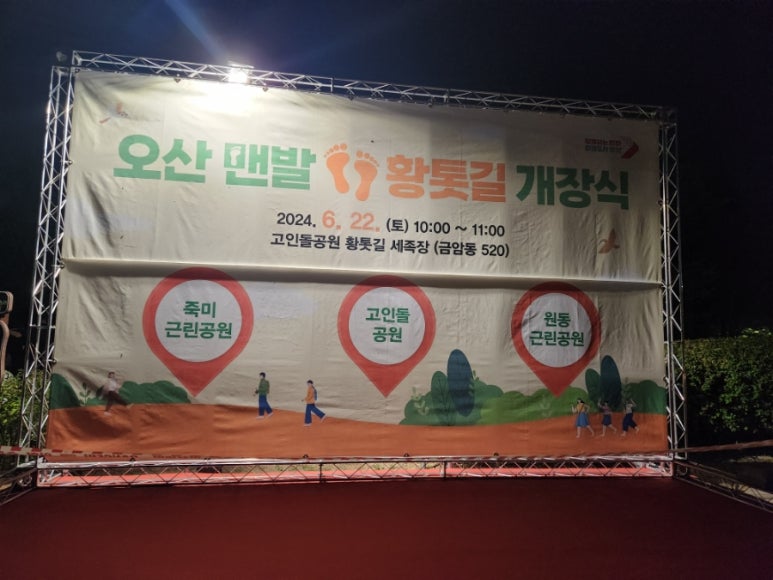 오산 맨발 황톳길 개장식
2024. 6. 22. (토) 10:00 ~ 11:00
고인돌공원 황톳길 세족장 (금암동 520)
죽미
근린공원
고인돌
공원
원동
근린공원